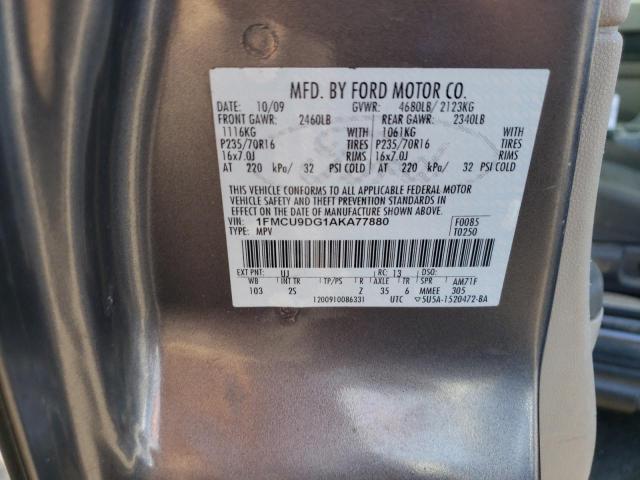 MFD. BY FORD MOTOR CO.
DATE: 10/09 GVWR: 4680LB/ 2123KG
FRONT GAWR: 2460LB REAR GAWR: 2340LB
1116KG WITH 1061KG WITH
P235/70R16 TIRES P235/70R16 TIRES
16x7.0J RIMS 16x7.0J RIMS
AT 220 kPa/ 32 PSI COLD AT 220 kPa/ 32 PSI COLD
THIS VEHICLE CONFORMS TO ALL APPLICABLE FEDERAL MOTOR
VEHICLE SAFETY AND THEFT PREVENTION STANDARDS
IN EFFECT ON THE DATE OF MANUFACTURE SHOWN ABOVE.
VIN: 1FMCU9DG1AKA77880 F0085
TYPE: MPV T0250
EXT PNT: UJ RC: 13 DSO:
WB INT TR TP/PS R AXLE TR SPR AM71F
103 2S Z 35 6 MMEE 305
1200910086331 UTC ▽5U5A-1520472-BA